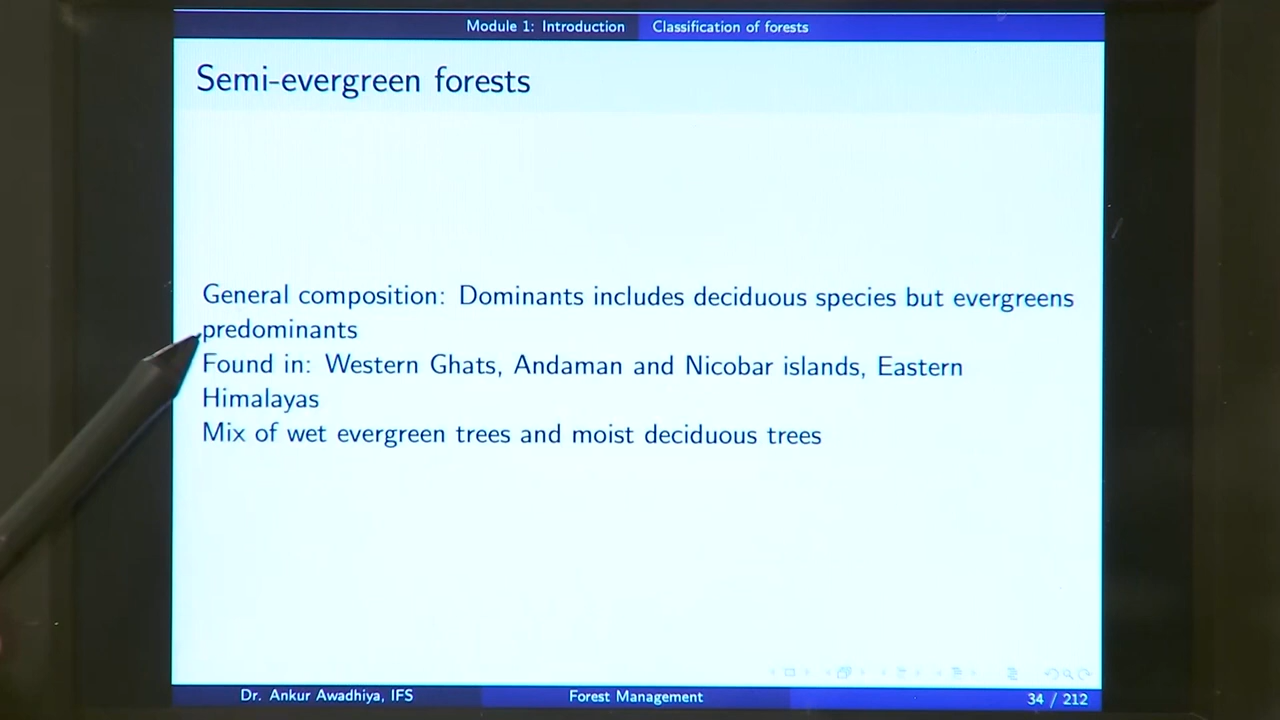 Module 1: Introduction Classification of forests
Semi-evergreen forests
General composition: Dominants includes deciduous species but evergreens
predominants
Found in: Western Ghats, Andaman and Nicobar islands, Eastern
Himalayas
Mix of wet evergreen trees and moist deciduous trees
Dr. Ankur Awadhiya, IFS Forest Management 34 / 212